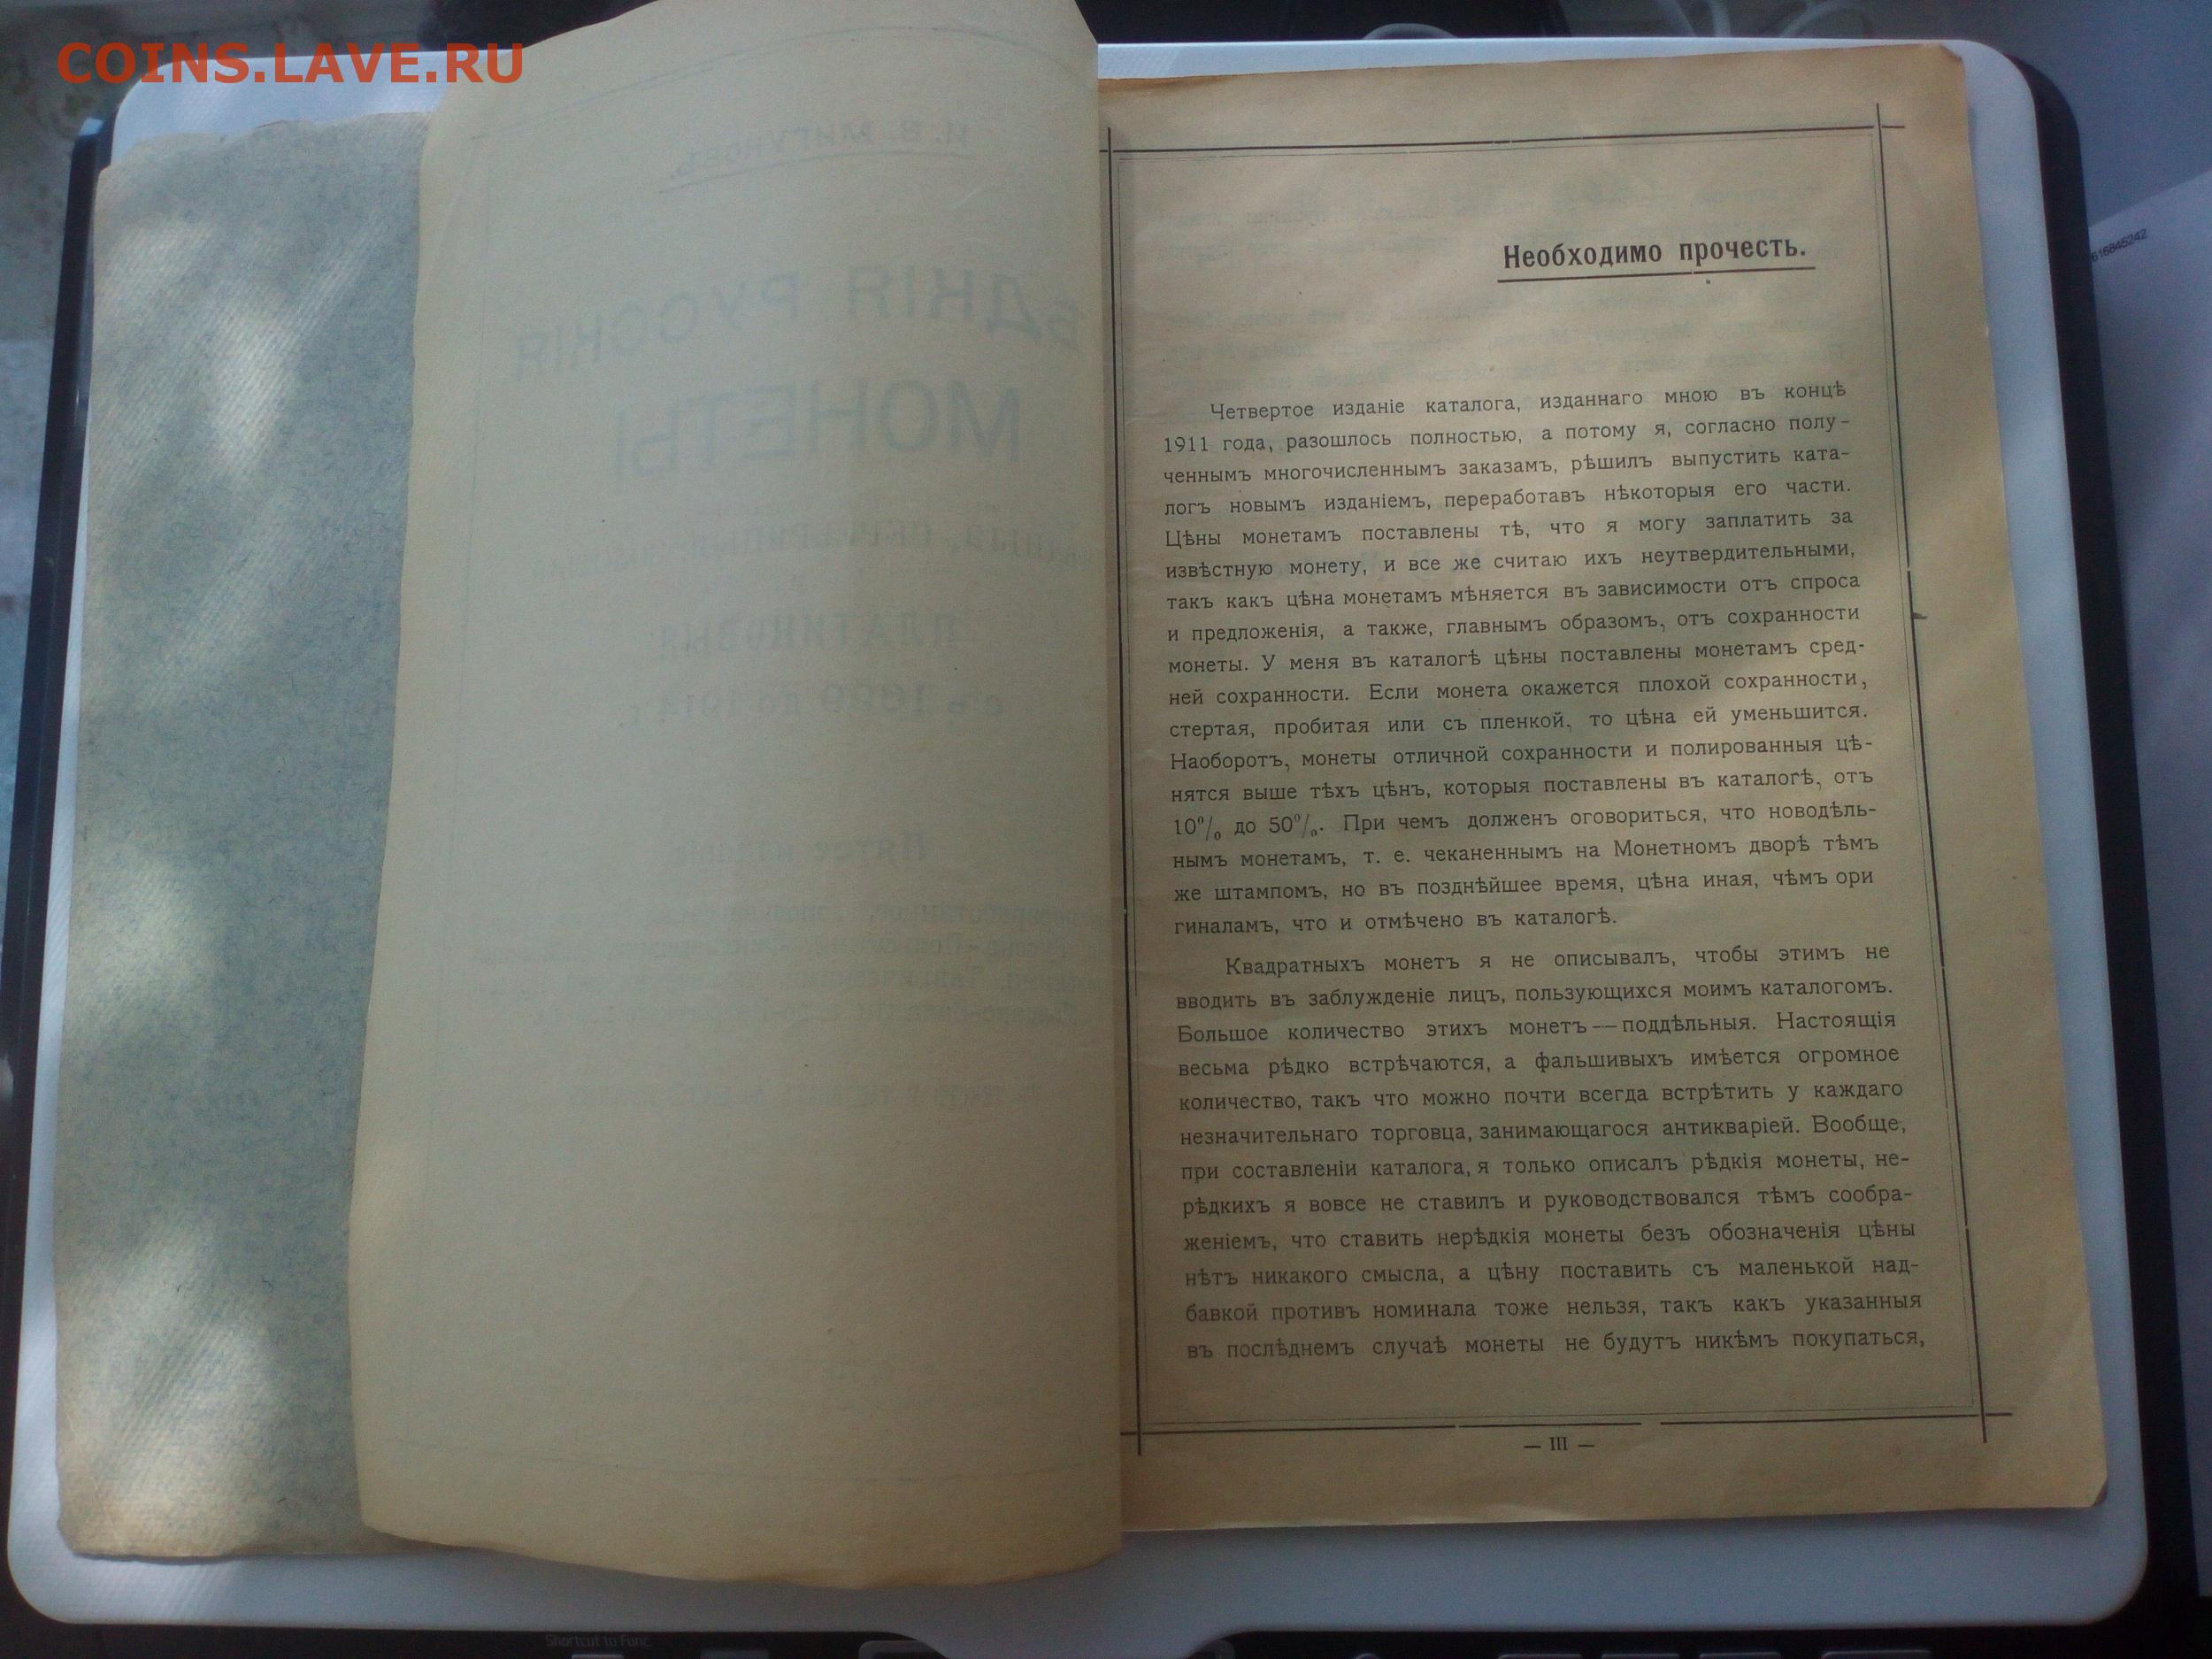 COINS.LAVE.RU
И. В. МИГУНОВЪ.
ѢДКІЯ РУССКІЯ
МОНЕТЫ
ПЛАТИНОВЫЯ
616845242
Необходимо прочесть.
Четвертое изданіе каталога, изданнаго мною въ концѣ
1911 года, разошлось полностью, а потому я, согласно полу-
ченнымъ многочисленнымъ заказамъ, рѣшилъ выпустить ката-
логъ новымъ изданіемъ, переработавъ нѣкоторыя его части.
Цѣны монетамъ поставлены тѣ, что я могу заплатить за
извѣстную монету, и все же считаю ихъ неутвердительными,
такъ какъ цѣна монетамъ мѣняется въ зависимости отъ спроса
и предложенія, а также, главнымъ образомъ, отъ сохранности
монеты. У меня въ каталогѣ цѣны поставлены монетамъ сред-
ней сохранности. Если монета окажется плохой сохранности,
стертая, пробитая или съ пленкой, то цѣна ей уменьшится.
Наоборотъ, монеты отличной сохранности и полированныя цѣ-
нятся выше тѣхъ цѣнъ, которыя поставлены въ каталогѣ, отъ
10% до 50%. При чемъ долженъ оговориться, что новодѣль-
нымъ монетамъ, т. е. чеканеннымъ на Монетномъ дворѣ тѣмъ
же штампомъ, но въ позднѣйшее время, цѣна иная, чѣмъ ори
гиналамъ, что и отмѣчено въ каталогѣ.
Квадратныхъ монетъ я не описывалъ, чтобы этимъ не
вводить въ заблужденіе лицъ, пользующихся моимъ каталогомъ.
Большое количество этихъ монетъ—поддѣльныя. Настоящія
весьма рѣдко встрѣчаются, а фальшивыхъ имѣется огромное
количество, такъ что можно почти всегда встрѣтить у каждаго
незначительнаго торговца, занимающагося антикваріей. Вообще,
при составленіи каталога, я только описалъ рѣдкія монеты, не-
рѣдкихъ я вовсе не ставилъ и руководствовался тѣмъ сообра-
женіемъ, что ставить нерѣдкія монеты безъ обозначенія цѣны
нѣтъ никакого смысла, а цѣну поставить съ маленькой над-
бавкой противъ номинала тоже нельзя, такъ какъ указанныя
въ послѣднемъ случаѣ монеты не будутъ никѣмъ покупаться,
— III —
Shortcut to Func.